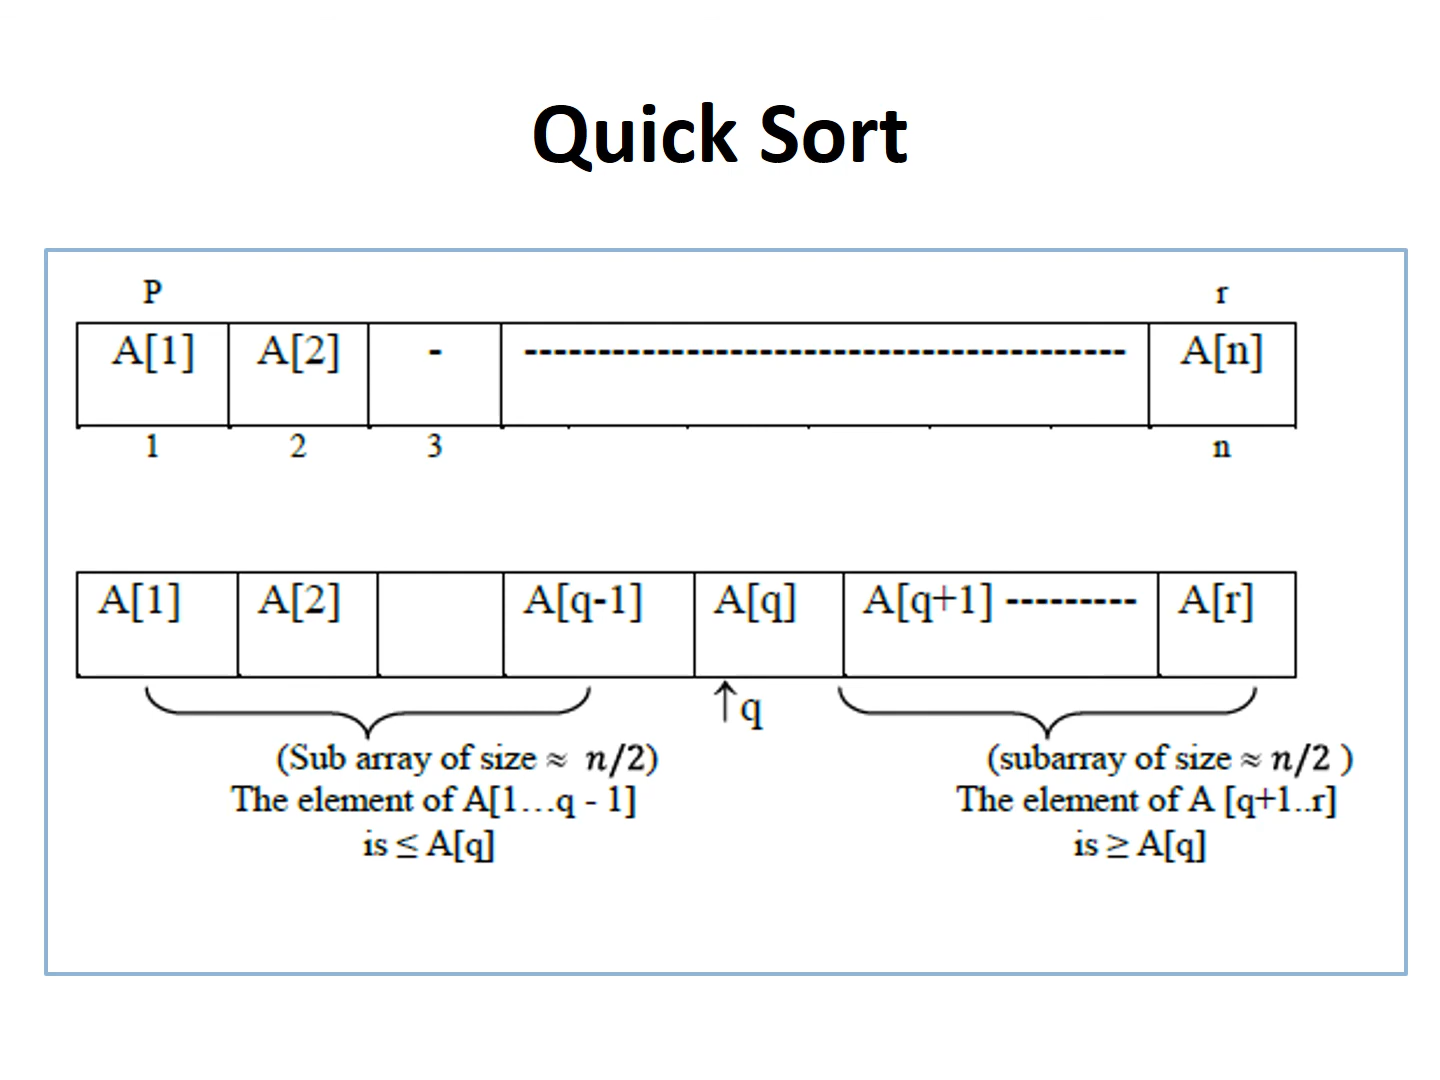 Quick Sort
P r
A[1] A[2] - ----------------------------------------- A[n]
1 2 3 n
A[1] A[2] A[q-1] A[q] A[q+1] --------- A[r]
↑q
(Sub array of size ≈ n/2) (subarray of size ≈ n/2 )
The element of A[1…q - 1] The element of A [q+1..r]
is ≤ A[q] is ≥ A[q]